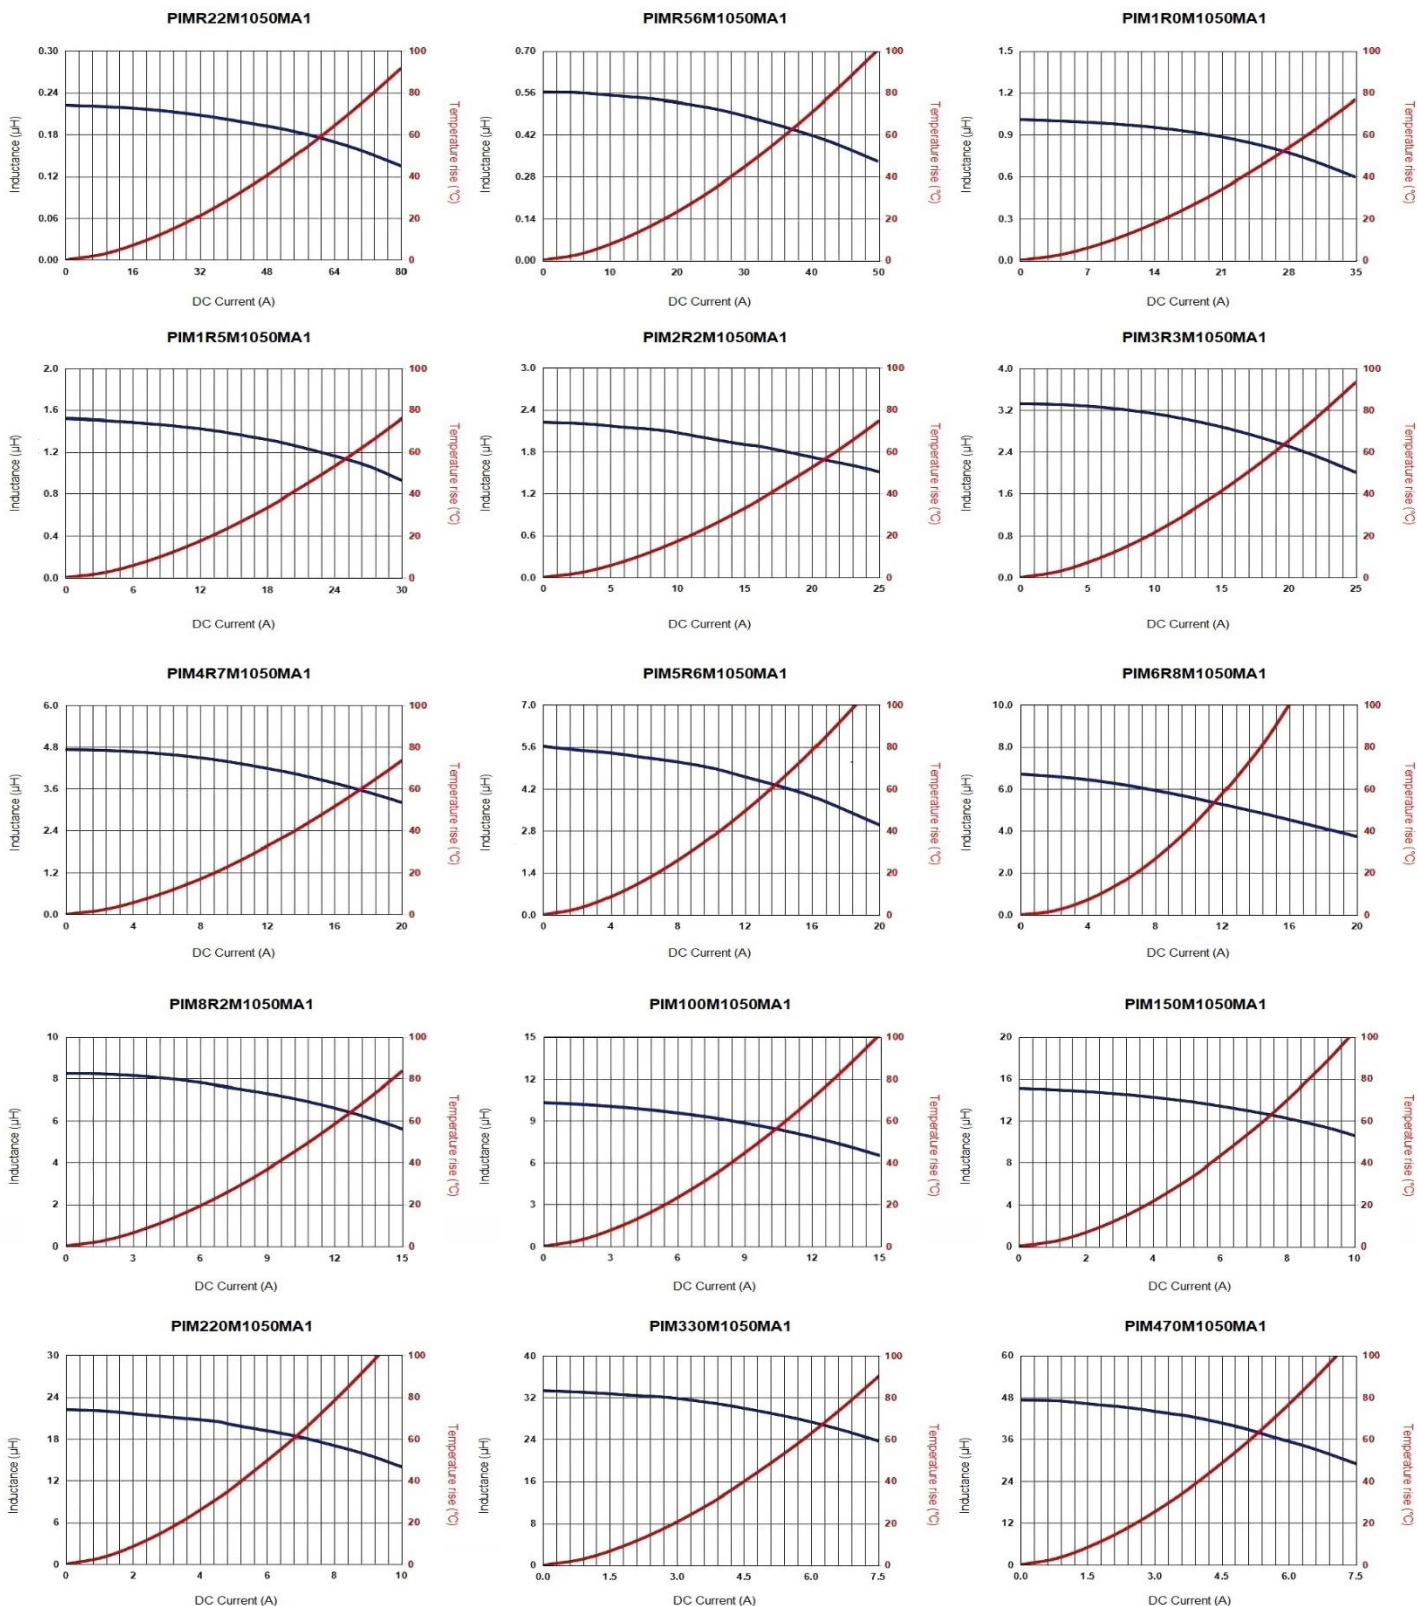 PIMR22M1050MA1
Inductance (μH)
0.30
0.24
0.18
0.12
0.06
0.00
100
80
60
40
20
0
Temperature rise (℃)
0 16 32 48 64 80
DC Current (A)
PIMR56M1050MA1
Inductance (μH)
0.70
0.56
0.42
0.28
0.14
0.00
100
80
60
40
20
0
Temperature rise (℃)
0 10 20 30 40 50
DC Current (A)
PIM1R0M1050MA1
Inductance (μH)
1.5
1.2
0.9
0.6
0.3
0.0
100
80
60
40
20
0
Temperature rise (℃)
0 7 14 21 28 35
DC Current (A)
PIM1R5M1050MA1
Inductance (μH)
2.0
1.6
1.2
0.8
0.4
0.0
100
80
60
40
20
0
Temperature rise (℃)
0 6 12 18 24 30
DC Current (A)
PIM2R2M1050MA1
Inductance (μH)
3.0
2.4
1.8
1.2
0.6
0.0
100
80
60
40
20
0
Temperature rise (℃)
0 5 10 15 20 25
DC Current (A)
PIM3R3M1050MA1
Inductance (μH)
4.0
3.2
2.4
1.6
0.8
0.0
100
80
60
40
20
0
Temperature rise (℃)
0 5 10 15 20 25
DC Current (A)
PIM4R7M1050MA1
Inductance (μH)
6.0
4.8
3.6
2.4
1.2
0.0
100
80
60
40
20
0
Temperature rise (℃)
0 4 8 12 16 20
DC Current (A)
PIM5R6M1050MA1
Inductance (μH)
7.0
5.6
4.2
2.8
1.4
0.0
100
80
60
40
20
0
Temperature rise (℃)
0 4 8 12 16 20
DC Current (A)
PIM6R8M1050MA1
Inductance (μH)
10.0
8.0
6.0
4.0
2.0
0.0
100
80
60
40
20
0
Temperature rise (℃)
0 4 8 12 16 20
DC Current (A)
PIM8R2M1050MA1
Inductance (μH)
10
8
6
4
2
0
100
80
60
40
20
0
Temperature rise (℃)
0 3 6 9 12 15
DC Current (A)
PIM100M1050MA1
Inductance (μH)
15
12
9
6
3
0
100
80
60
40
20
0
Temperature rise (℃)
0 3 6 9 12 15
DC Current (A)
PIM150M1050MA1
Inductance (μH)
20
16
12
8
4
0
100
80
60
40
20
0
Temperature rise (℃)
0 2 4 6 8 10
DC Current (A)
PIM220M1050MA1
Inductance (μH)
30
24
18
12
6
0
100
80
60
40
20
0
Temperature rise (℃)
0 2 4 6 8 10
DC Current (A)
PIM330M1050MA1
Inductance (μH)
40
32
24
16
8
0
100
80
60
40
20
0
Temperature rise (℃)
0.0 1.5 3.0 4.5 6.0 7.5
DC Current (A)
PIM470M1050MA1
Inductance (μH)
60
48
36
24
12
0
100
80
60
40
20
0
Temperature rise (℃)
0.0 1.5 3.0 4.5 6.0 7.5
DC Current (A)